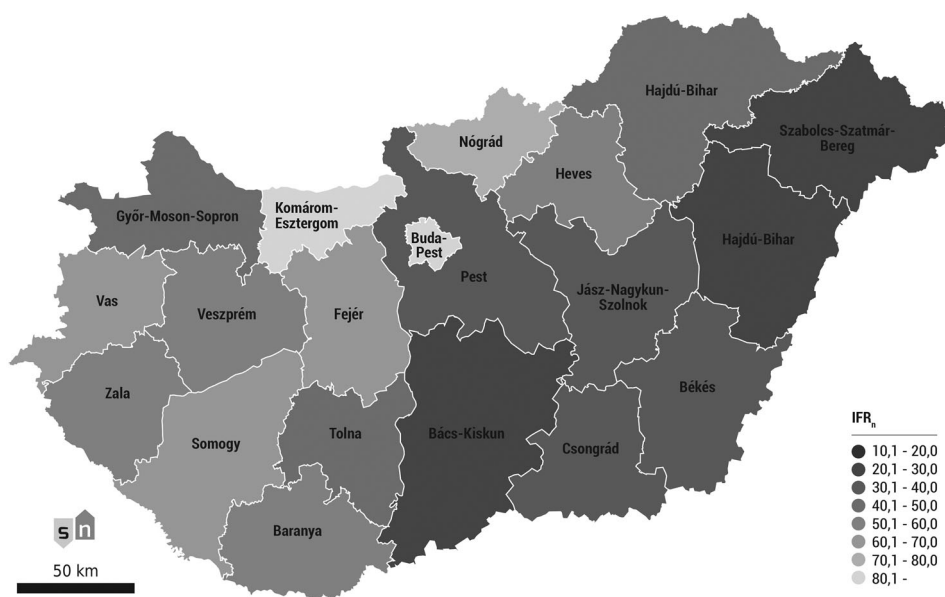 Hajdú-Bihar
Szabolcs-Szatmár-
Bereg
Nógrád
Heves
Komárom-
Esztergom
Győr-Moson-Sopron
Buda-
Pest
Hajdú-Bihar
Pest
Jász-Nagykun-
Szolnok
Vas
Veszprém
Fejér
Zala
Békés
Somogy
Tolna
Bács-Kiskun
Csongrád
Baranya
IFRn
10,1 - 20,0
20,1 - 30,0
30,1 - 40,0
40,1 - 50,0
50,1 - 60,0
60,1 - 70,0
70,1 - 80,0
80,1 -
s n
50 km